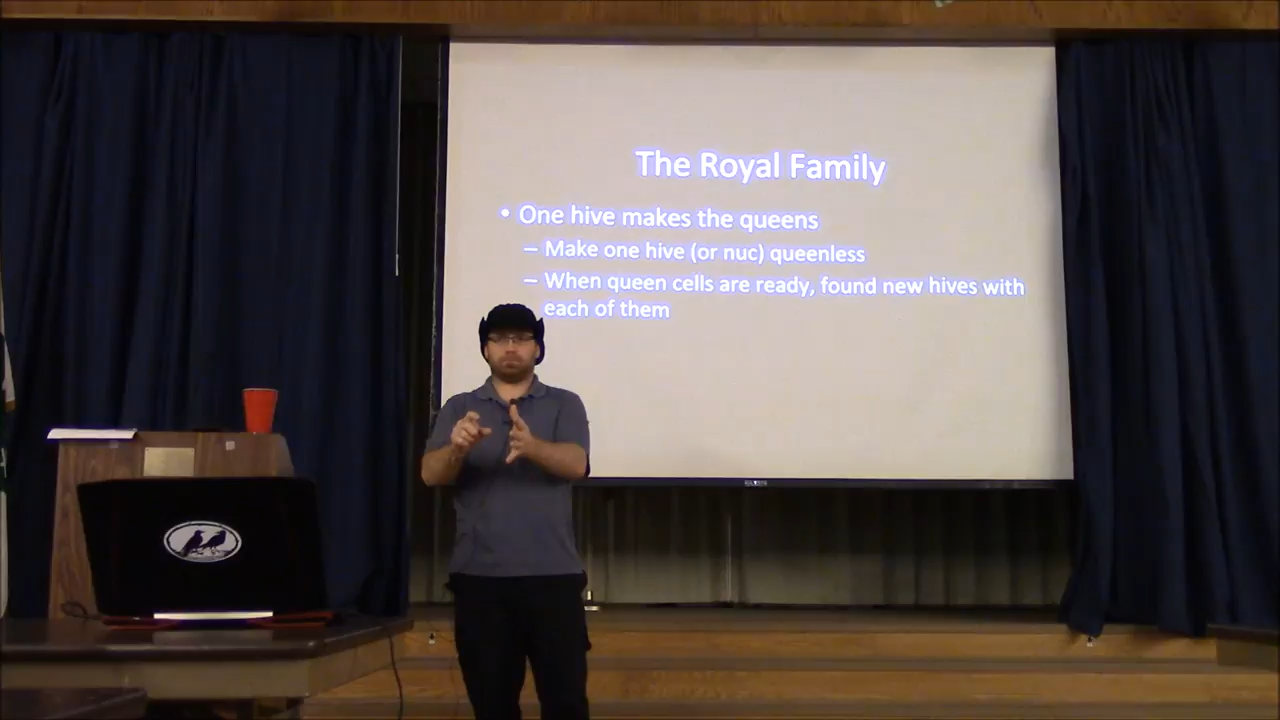 The Royal Family
• One hive makes the queens
– Make one hive (or nuc) queenless
– When queen cells are ready, found new hives with
each of them